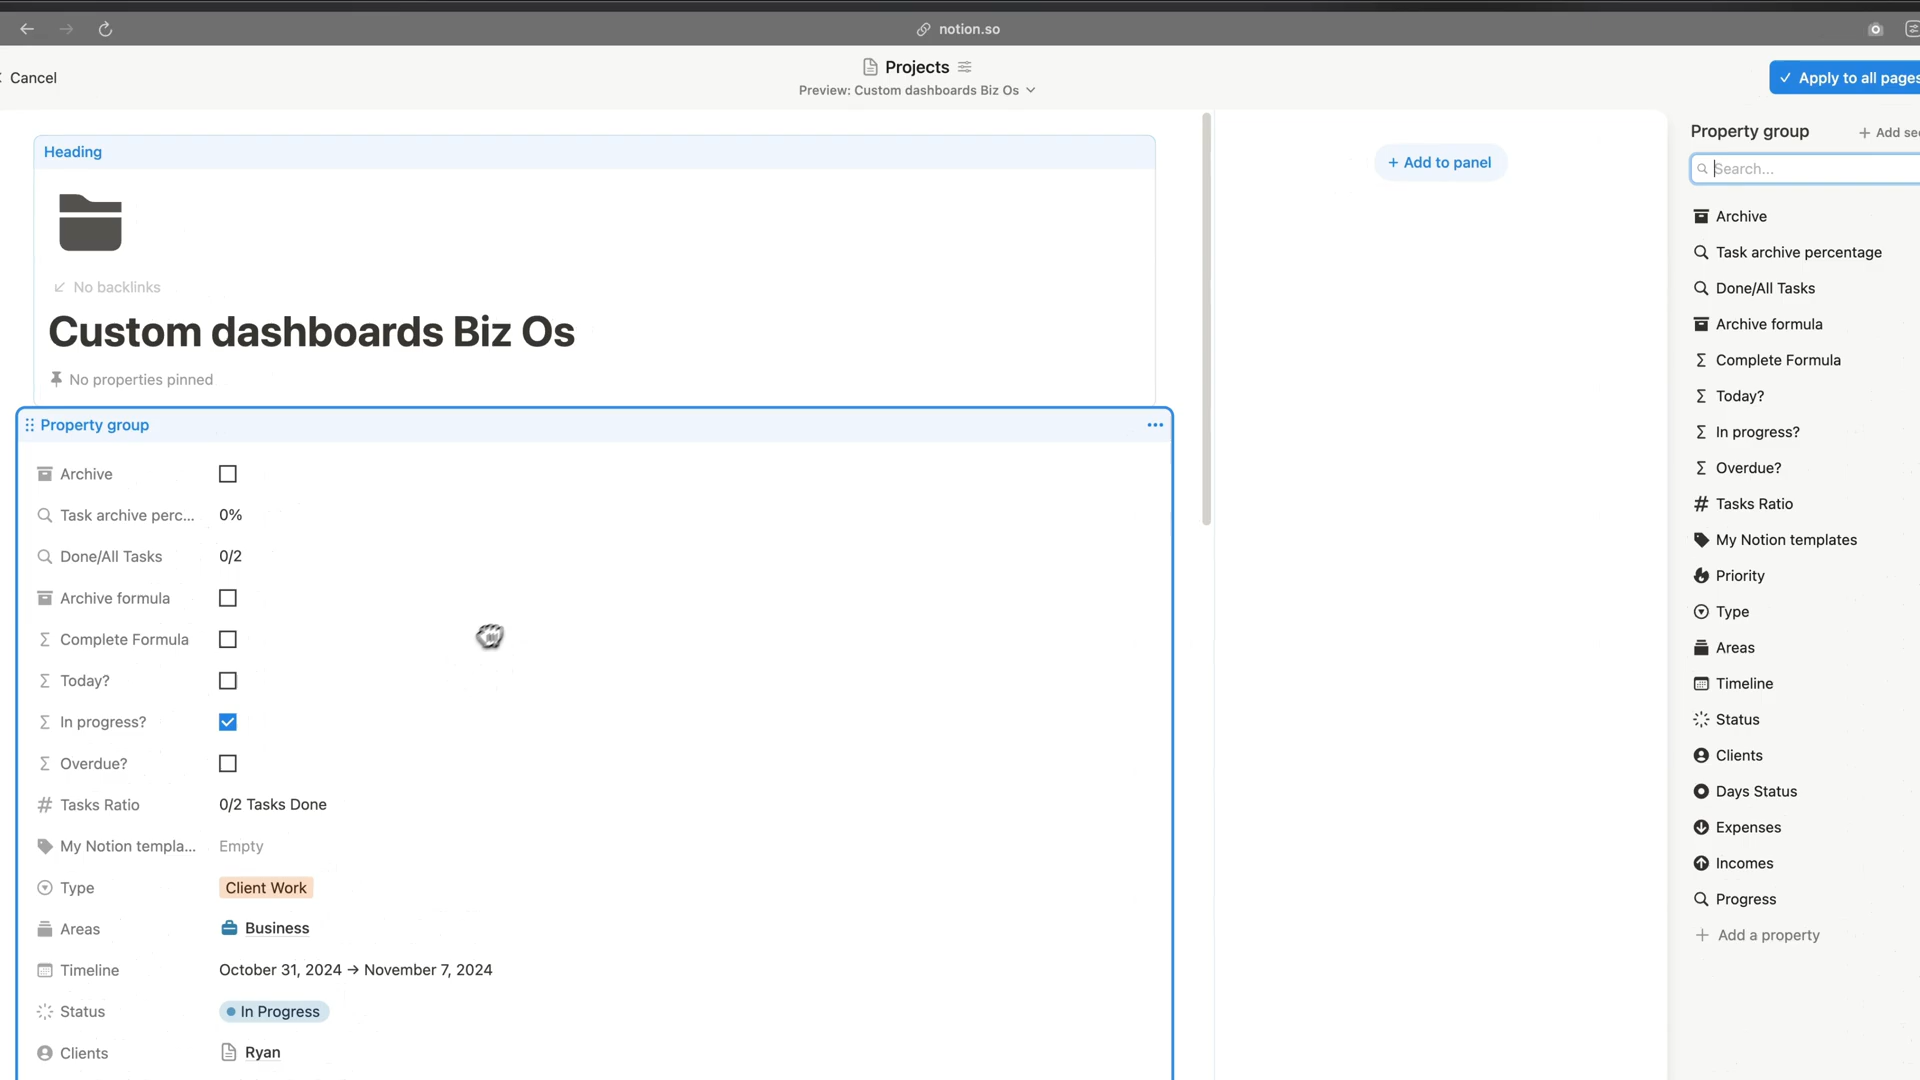 notion.so
Cancel
Projects
Preview: Custom dashboards Biz Os
Apply to all pages
Heading
No backlinks
Custom dashboards Biz Os
No properties pinned
Property group
Archive
Task archive perc... 0%
Done/All Tasks 0/2
Archive formula
Complete Formula
Today?
In progress?
Overdue?
Tasks Ratio 0/2 Tasks Done
My Notion templa... Empty
Type Client Work
Areas Business
Timeline October 31, 2024 → November 7, 2024
Status In Progress
Clients Ryan
+ Add to panel
Property group
+ Add sec
Search...
Archive
Task archive percentage
Done/All Tasks
Archive formula
Complete Formula
Today?
In progress?
Overdue?
Tasks Ratio
My Notion templates
Priority
Type
Areas
Timeline
Status
Clients
Days Status
Expenses
Incomes
Progress
+ Add a property